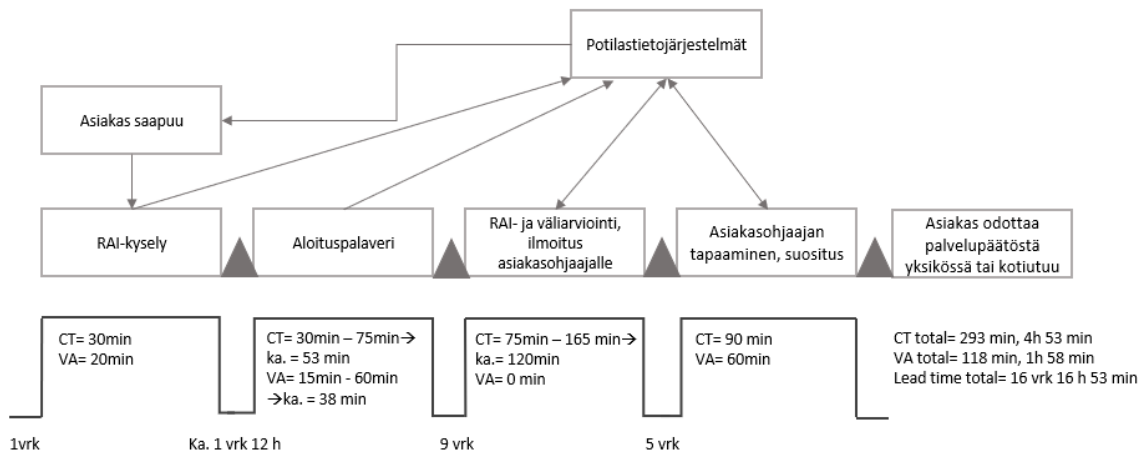 Potilastietojärjestelmät
Asiakas saapuu
RAI-kysely
Aloituspalaveri
RAI- ja väliarviointi,
ilmoitus
asiakasohjaajalle
Asiakasohjaajan
tapaaminen, suositus
Asiakas odottaa
palvelupäätöstä
yksikössä tai kotiutuu
CT= 30min
VA= 20min
CT= 30min – 75min→
ka. = 53 min
VA= 15min - 60min
→ka. = 38 min
CT= 75min – 165 min→
ka.= 120min
VA= 0 min
CT= 90 min
VA= 60min
CT total= 293 min, 4h 53 min
VA total= 118 min, 1h 58 min
Lead time total= 16 vrk 16 h 53 min
1vrk
Ka. 1 vrk 12 h
9 vrk
5 vrk